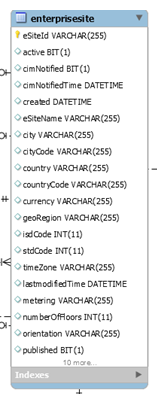 enterprisesite
eSiteId VARCHAR(255)
active BIT(1)
cimNotified BIT(1)
cimNotifiedTime DATETIME
created DATETIME
eSiteName VARCHAR(255)
city VARCHAR(255)
cityCode VARCHAR(255)
country VARCHAR(255)
countryCode VARCHAR(255)
currency VARCHAR(255)
geoRegion VARCHAR(255)
isdCode INT(11)
stdCode INT(11)
timeZone VARCHAR(255)
lastmodifiedTime DATETIME
metering VARCHAR(255)
numberOfFloors INT(11)
orientation VARCHAR(255)
published BIT(1)
10 more...
Indexes